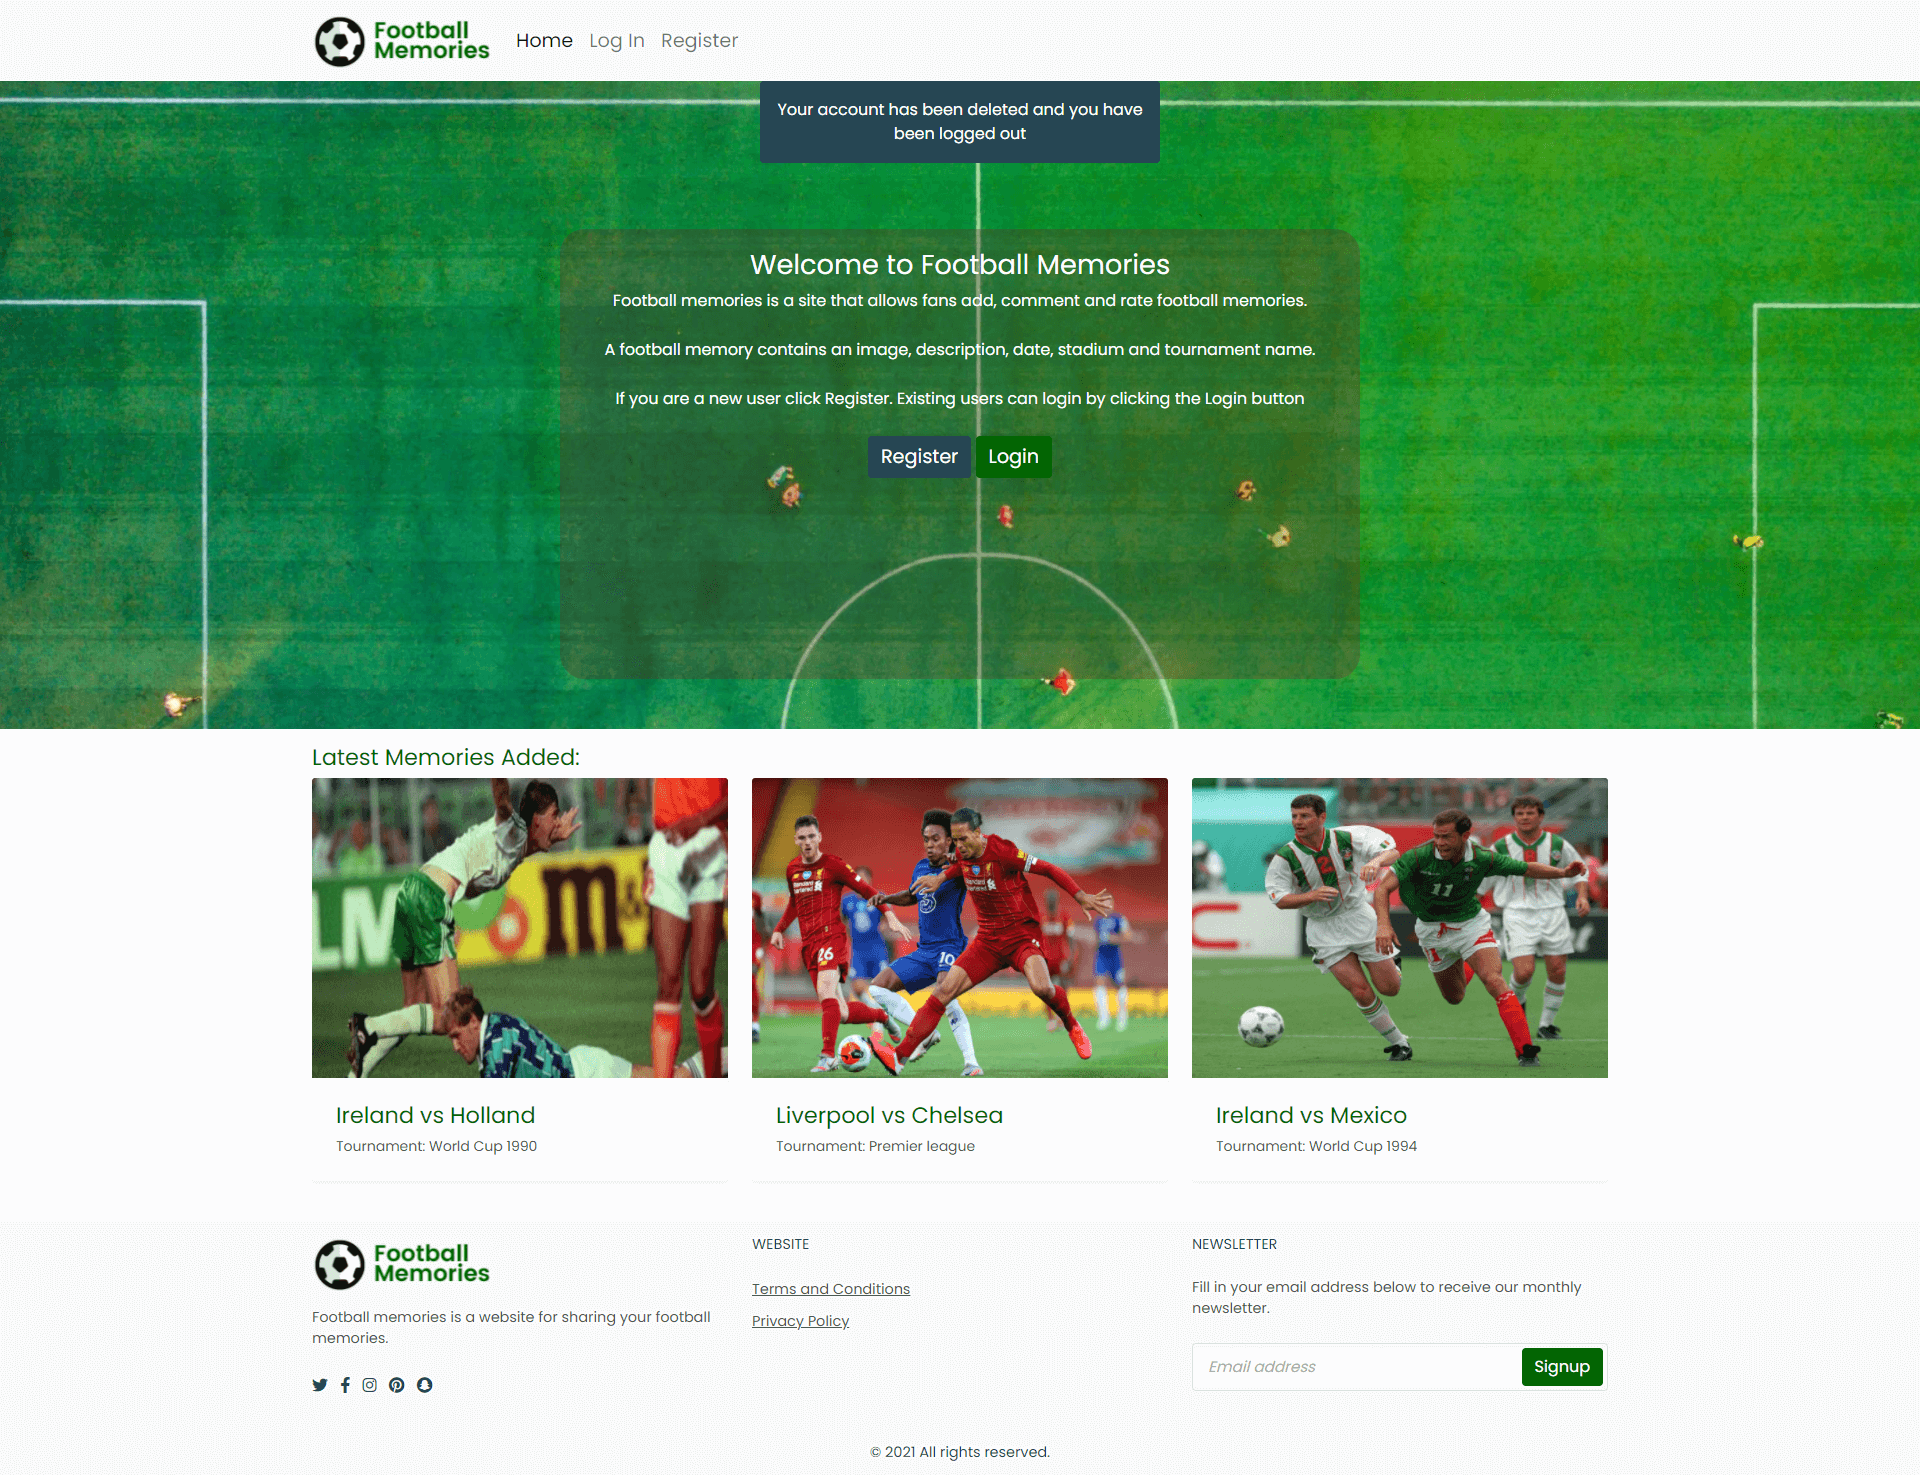 Football
Memories
Home Log In Register
Your account has been deleted and you have
been logged out
Welcome to Football Memories
Football memories is a site that allows fans add, comment and rate football memories.
A football memory contains an image, description, date, stadium and tournament name.
If you are a new user click Register. Existing users can login by clicking the Login button
Register Login
Latest Memories Added:
LM
m&
26
10
2
11
Ireland vs Holland
Tournament: World Cup 1990
Liverpool vs Chelsea
Tournament: Premier league
Ireland vs Mexico
Tournament: World Cup 1994
Football
Memories
Football memories is a website for sharing your football
memories.
WEBSITE
Terms and Conditions
Privacy Policy
NEWSLETTER
Fill in your email address below to receive our monthly
newsletter.
Email address Signup
© 2021 All rights reserved.